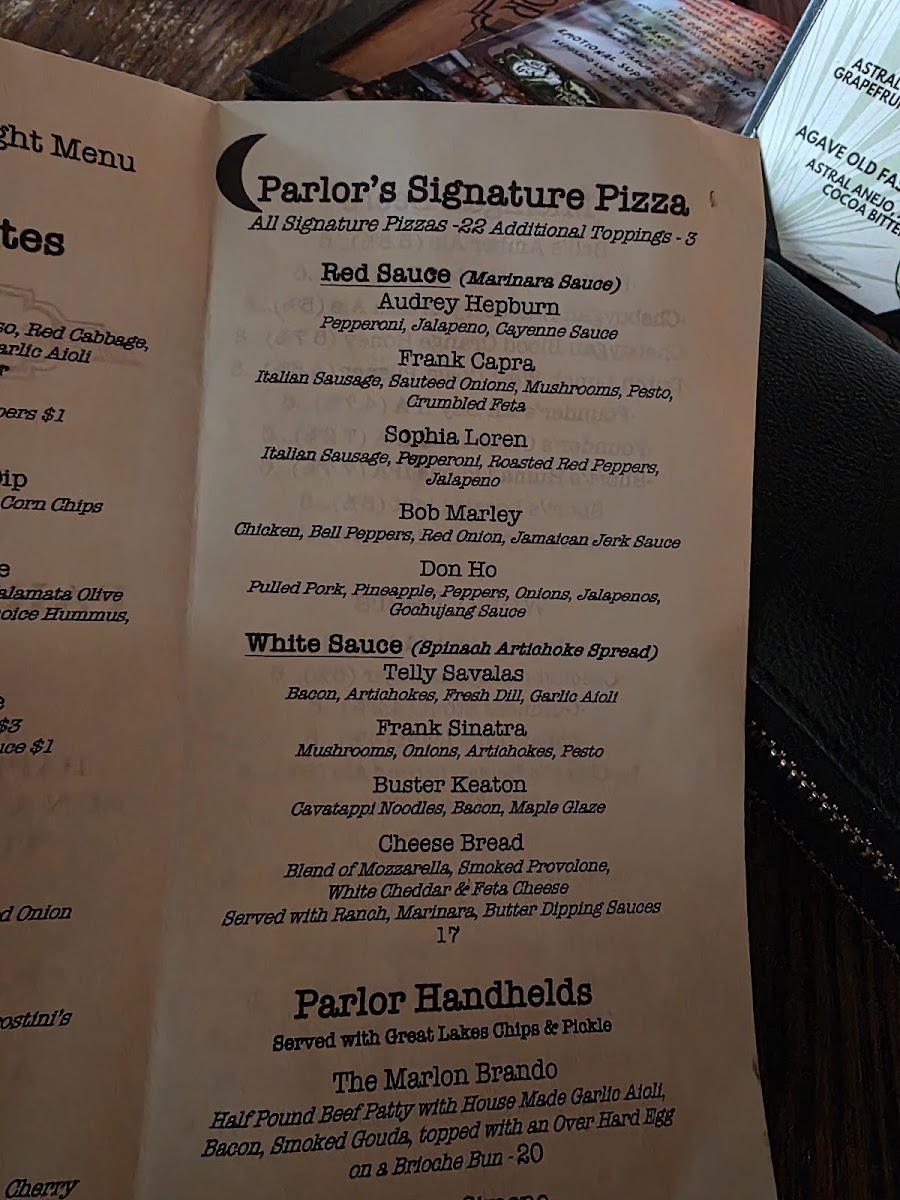 ght Menu
tes
so, Red Cabbage,
arlic Aioli
r
pers $1
Dip
Corn Chips
e
alamata Olive
hoice Hummus,
e
$3
uce $1
d Onion
ostini's
Cherry
Parlor's Signature Pizza
All Signature Pizzas -22 Additional Toppings - 3
Red Sauce (Marinara Sauce)
Audrey Hepburn
Pepperoni, Jalapeno, Cayenne Sauce
Frank Capra
Italian Sausage, Sauteed Onions, Mushrooms, Pesto,
Crumbled Feta
Sophia Loren
Italian Sausage, Pepperoni, Roasted Red Peppers,
Jalapeno
Bob Marley
Chicken, Bell Peppers, Red Onion, Jamaican Jerk Sauce
Don Ho
Pulled Pork, Pineapple, Peppers, Onions, Jalapenos,
Gochujang Sauce
White Sauce (Spinach Artichoke Spread)
Telly Savalas
Bacon, Artichokes, Fresh Dill, Garlic Aioli
Frank Sinatra
Mushrooms, Onions, Artichokes, Pesto
Buster Keaton
Cavatappi Noodles, Bacon, Maple Glaze
Cheese Bread
Blend of Mozzarella, Smoked Provolone,
White Cheddar & Feta Cheese
Served with Ranch, Marinara, Butter Dipping Sauces
17
Parlor Handhelds
Served with Great Lakes Chips & Pickle
The Marlon Brando
Half Pound Beef Patty with House Made Garlic Aioli,
Bacon, Smoked Gouda, topped with an Over Hard Egg
on a Brioche Bun - 20
EMOTIONAL SUP
ASTRAL
GRAPEFRU
AGAVE OLD FAS
ASTRAL ANEJO
COCOA BITTER